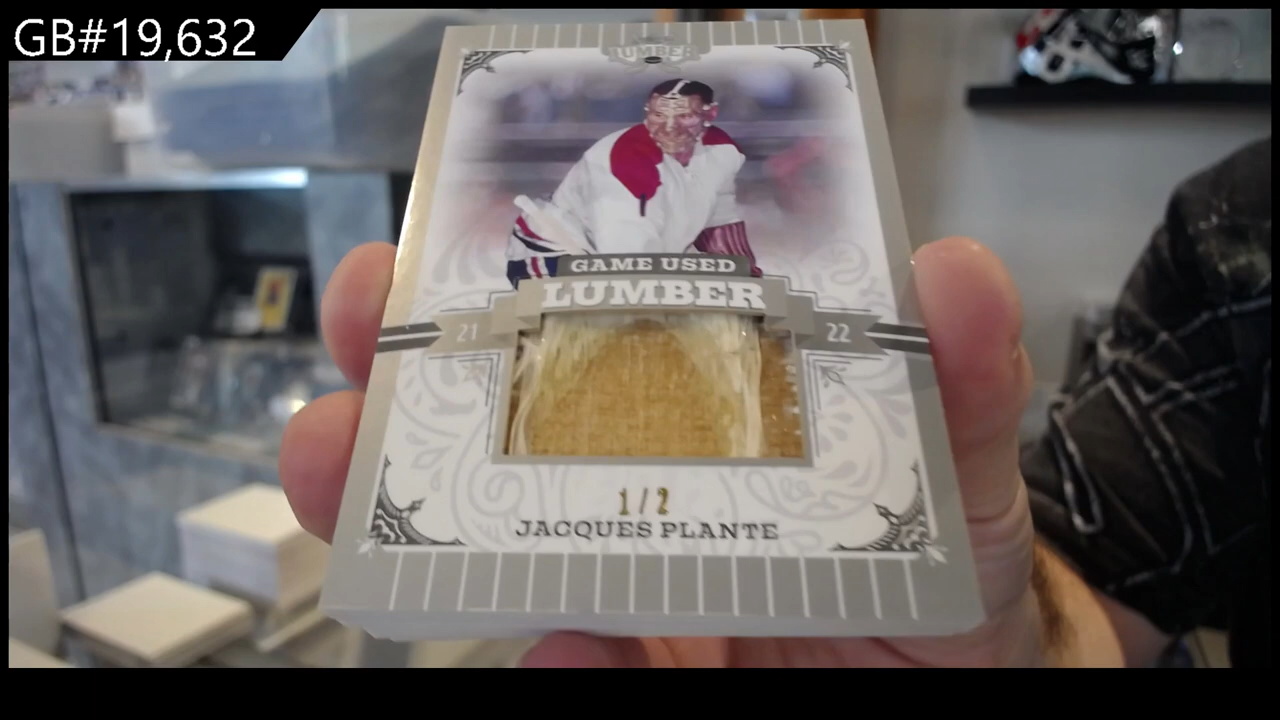 GB#19,632
LUMBER
GAME USED
LUMBER
21 22
1/2
JACQUES PLANTE